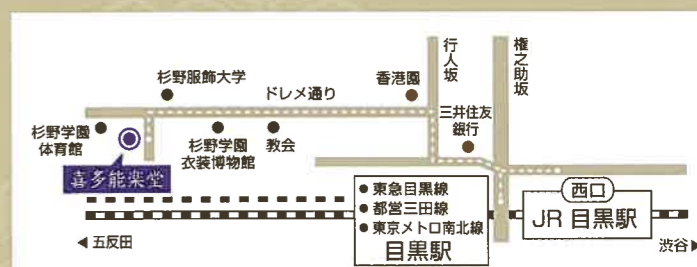 行人坂
権之助坂
杉野服飾大学
ドレメ通り
香港園
三井住友
銀行
杉野学園
体育館
杉野学園
衣装博物館
教会
喜多能楽堂
● 東急目黒線
● 都営三田線
● 東京メトロ南北線
目黒駅
西口
JR 目黒駅
◀ 五反田
渋谷 ▶